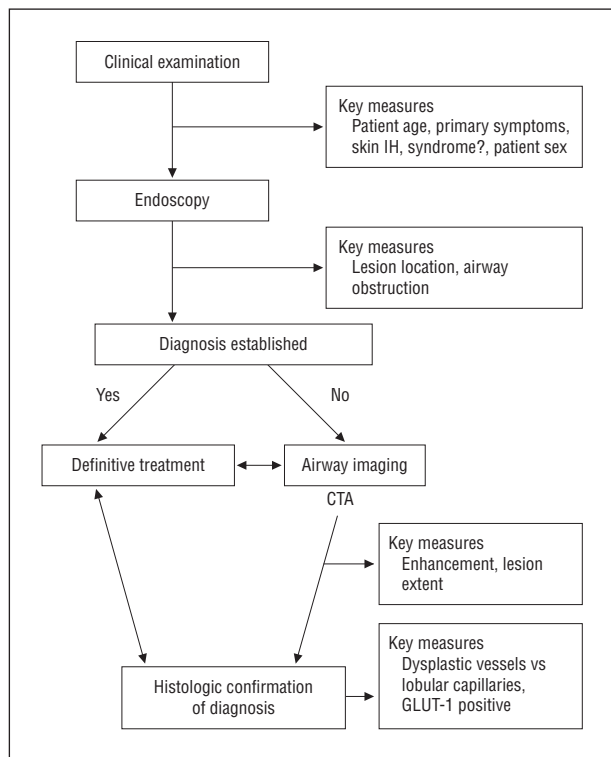 Clinical examination
Key measures
Patient age, primary symptoms,
skin IH, syndrome?, patient sex
Endoscopy
Key measures
Lesion location, airway
obstruction
Diagnosis established
Yes
No
Definitive treatment
Airway imaging
CTA
Key measures
Enhancement, lesion
extent
Key measures
Dysplastic vessels vs
lobular capillaries,
GLUT-1 positive
Histologic confirmation
of diagnosis